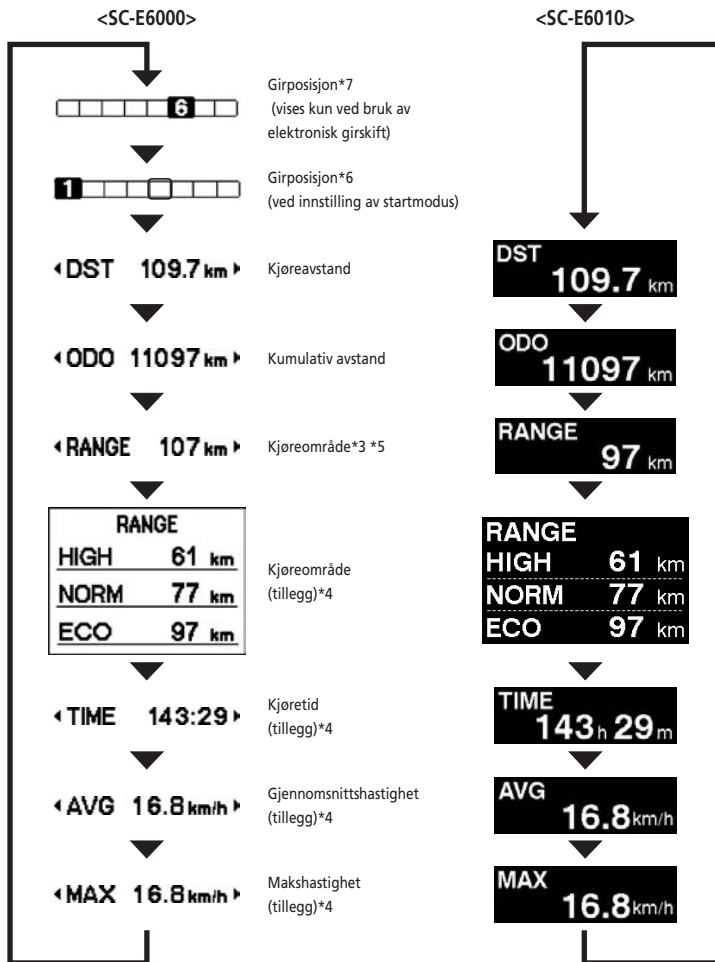 <SC-E6000>
<SC-E6010>
6
Girposisjon*7
(vises kun ved bruk av
elektronisk girskift)
1
Girposisjon*6
(ved innstilling av startmodus)
DST 109.7 km
Kjøreavstand
DST
109.7 km
ODO 11097 km
Kumulativ avstand
ODO
11097 km
RANGE 107 km
Kjøreområde*3 *5
RANGE
97 km
RANGE
HIGH 61 km
NORM 77 km
ECO 97 km
Kjøreområde
(tillegg)*4
RANGE
HIGH 61 km
NORM 77 km
ECO 97 km
TIME 143:29
Kjøretid
(tillegg)*4
TIME
143 h 29 m
AVG 16.8 km/h
Gjennomsnittshastighet
(tillegg)*4
AVG
16.8 km/h
MAX 16.8 km/h
Makshastighet
(tillegg)*4
MAX
16.8 km/h